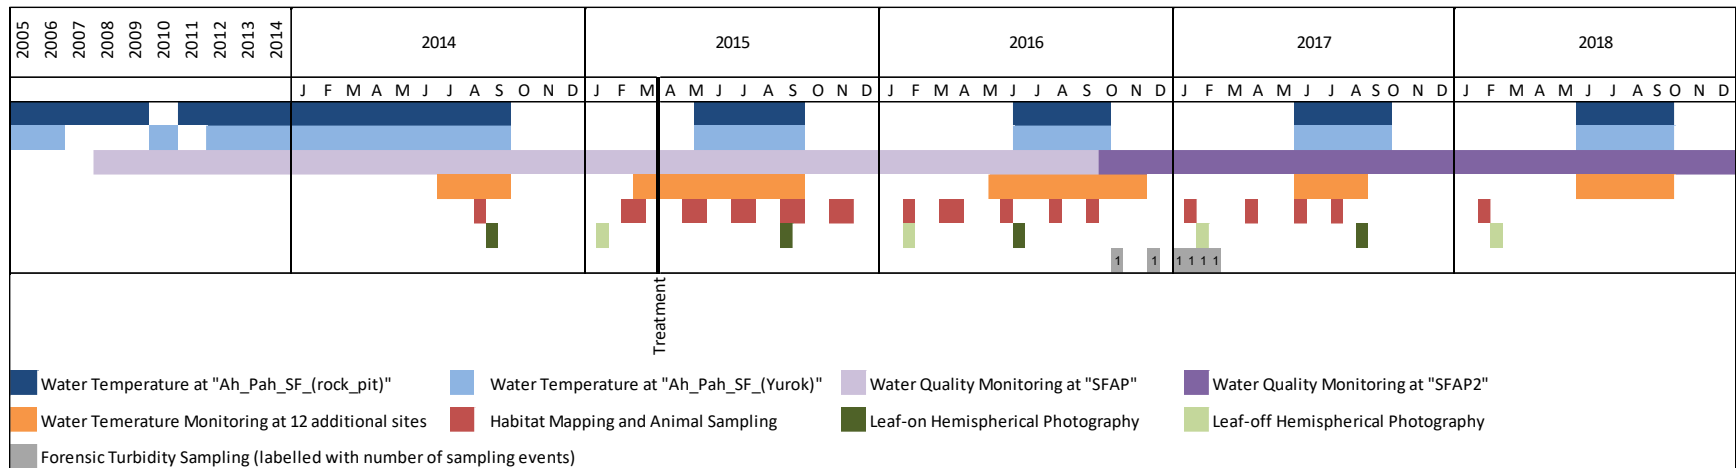 2005 2006 2007 2008 2009 2010 2011 2012 2013 2014 2014 2015 2016 2017 2018
J F M A M J J A S O N D J F M A M J J A S O N D J F M A M J J A S O N D J F M A M J J A S O N D J F M A M J J A S O N D
1 1 1 1 1 1
Treatment
Water Temperature at "Ah_Pah_SF_(rock_pit)" Water Temperature at "Ah_Pah_SF_(Yurok)" Water Quality Monitoring at "SFAP" Water Quality Monitoring at "SFAP2"
Water Temerature Monitoring at 12 additional sites Habitat Mapping and Animal Sampling Leaf-on Hemispherical Photography Leaf-off Hemispherical Photography
Forensic Turbidity Sampling (labelled with number of sampling events)